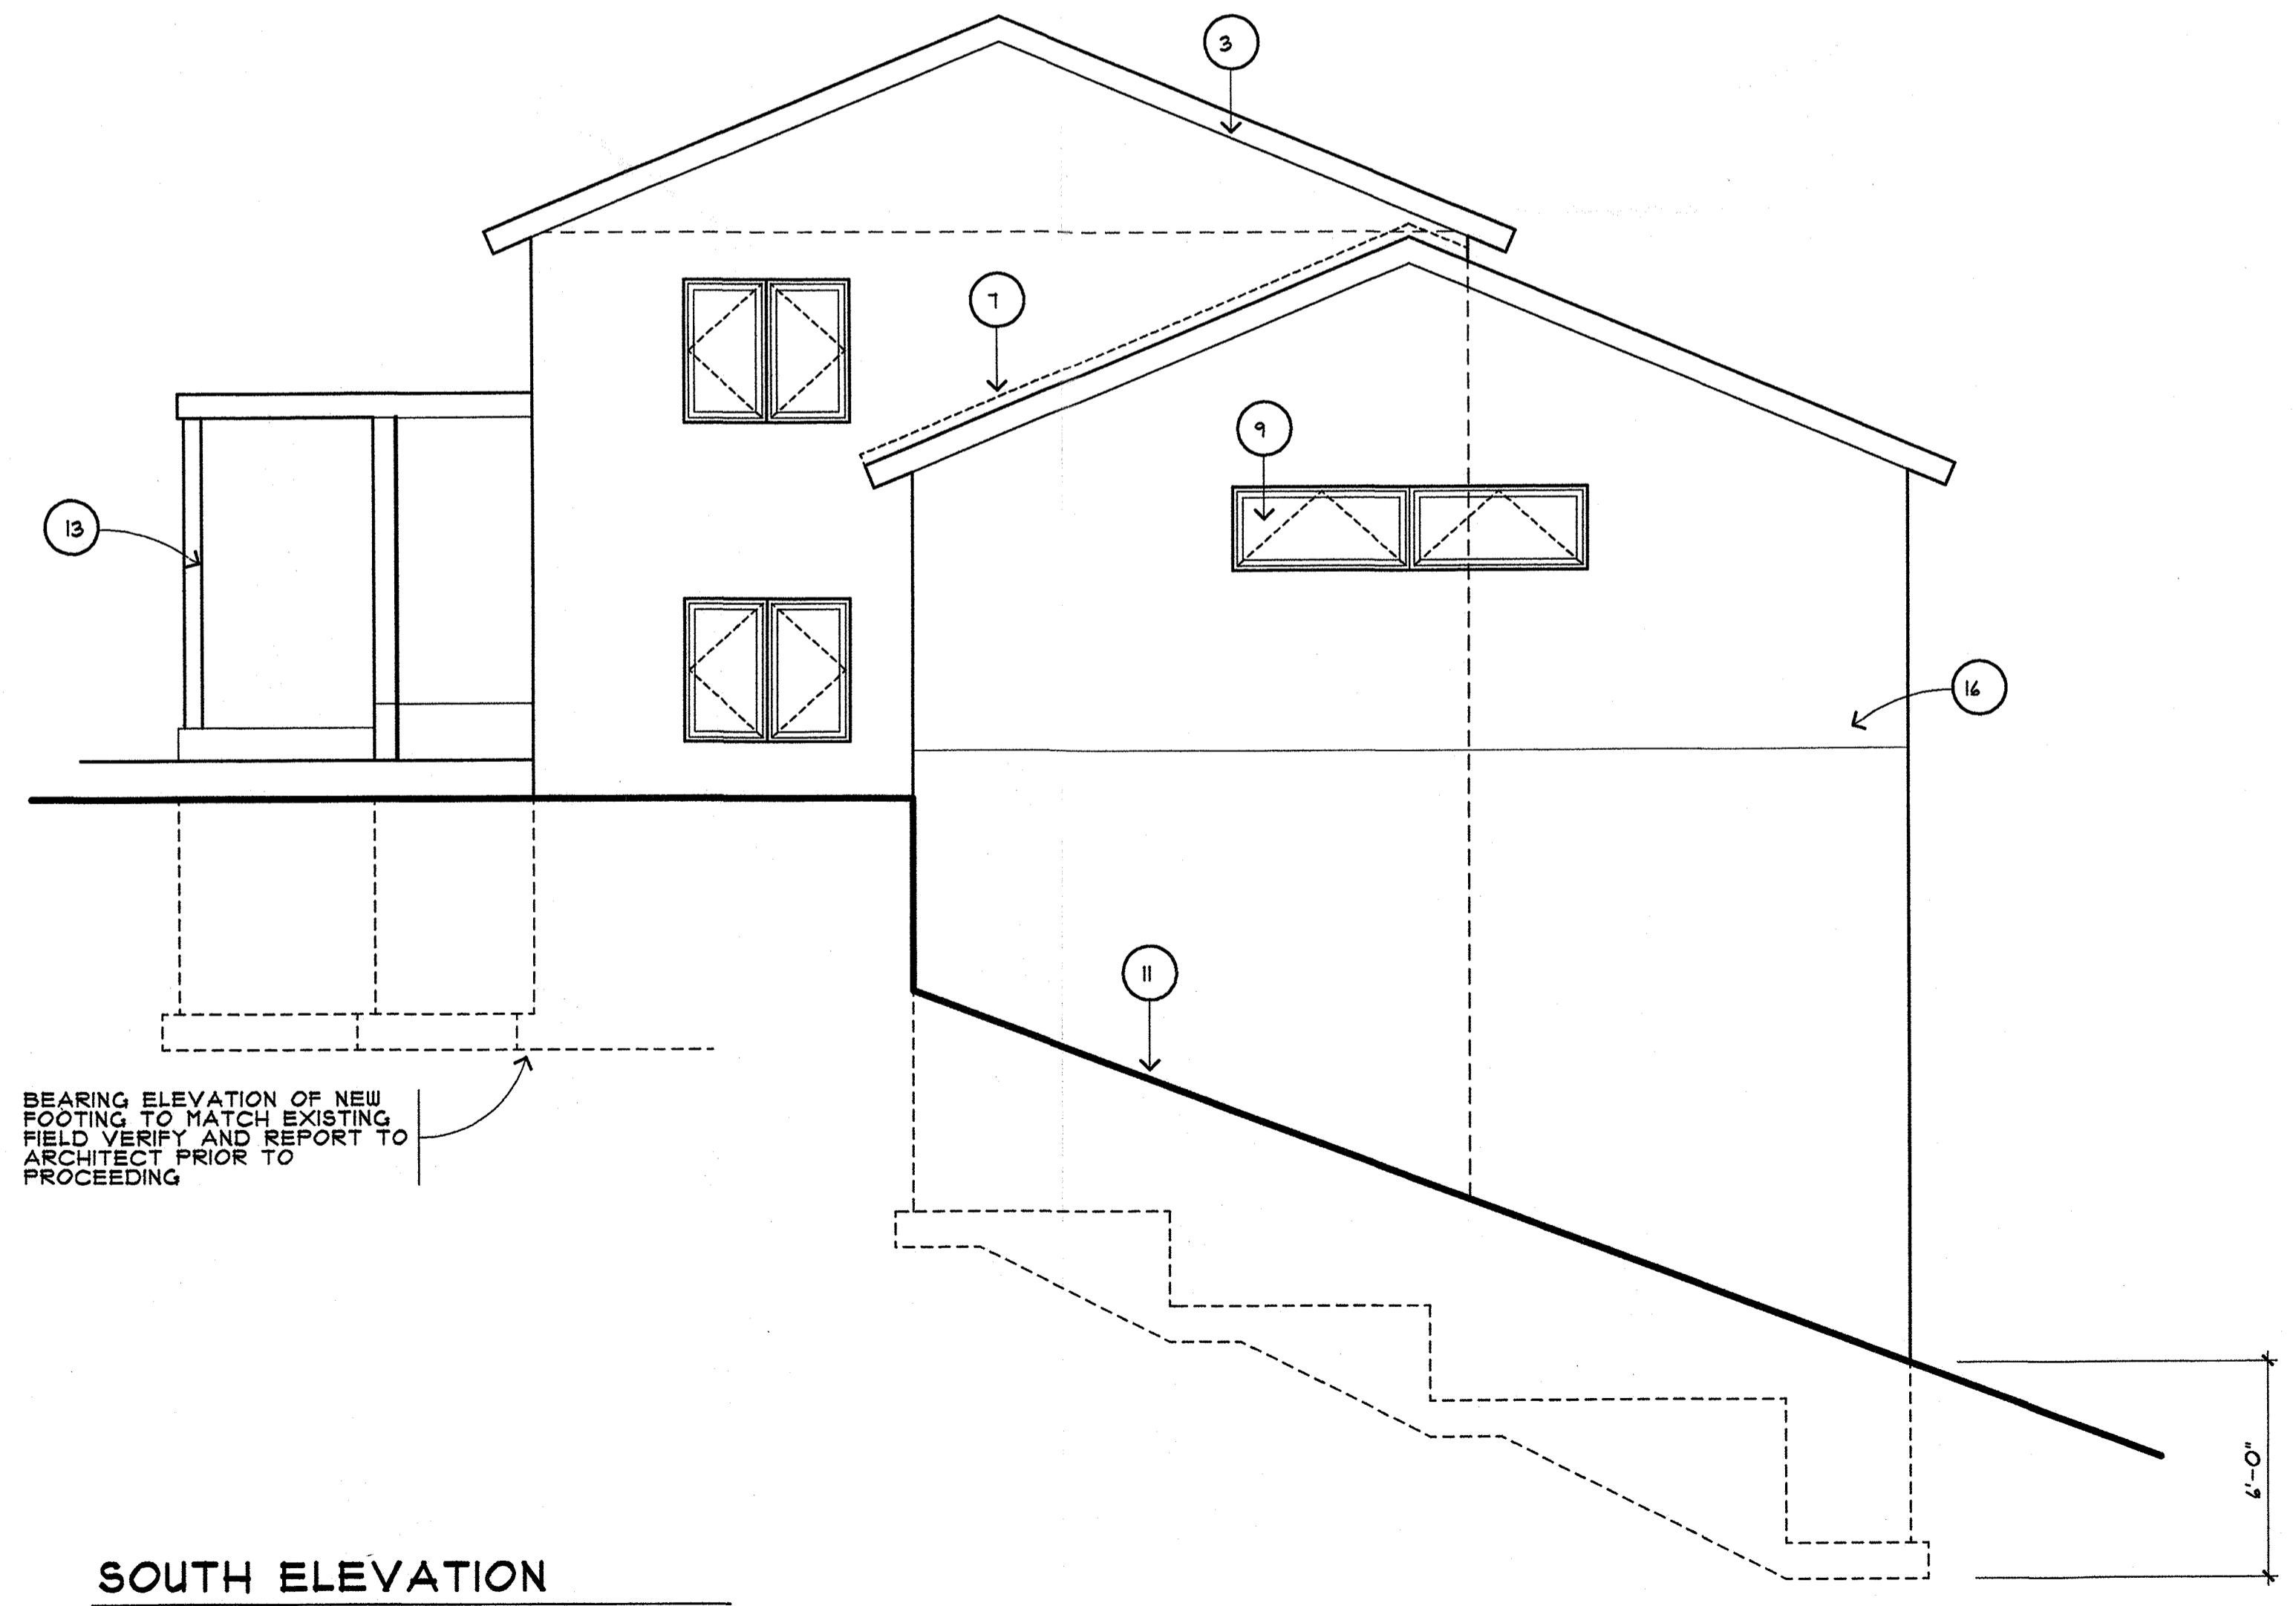 3
7
9
13
16
11
BEARING ELEVATION OF NEW
FOOTING TO MATCH EXISTING
FIELD VERIFY AND REPORT TO
ARCHITECT PRIOR TO
PROCEEDING
6'-0"
SOUTH ELEVATION